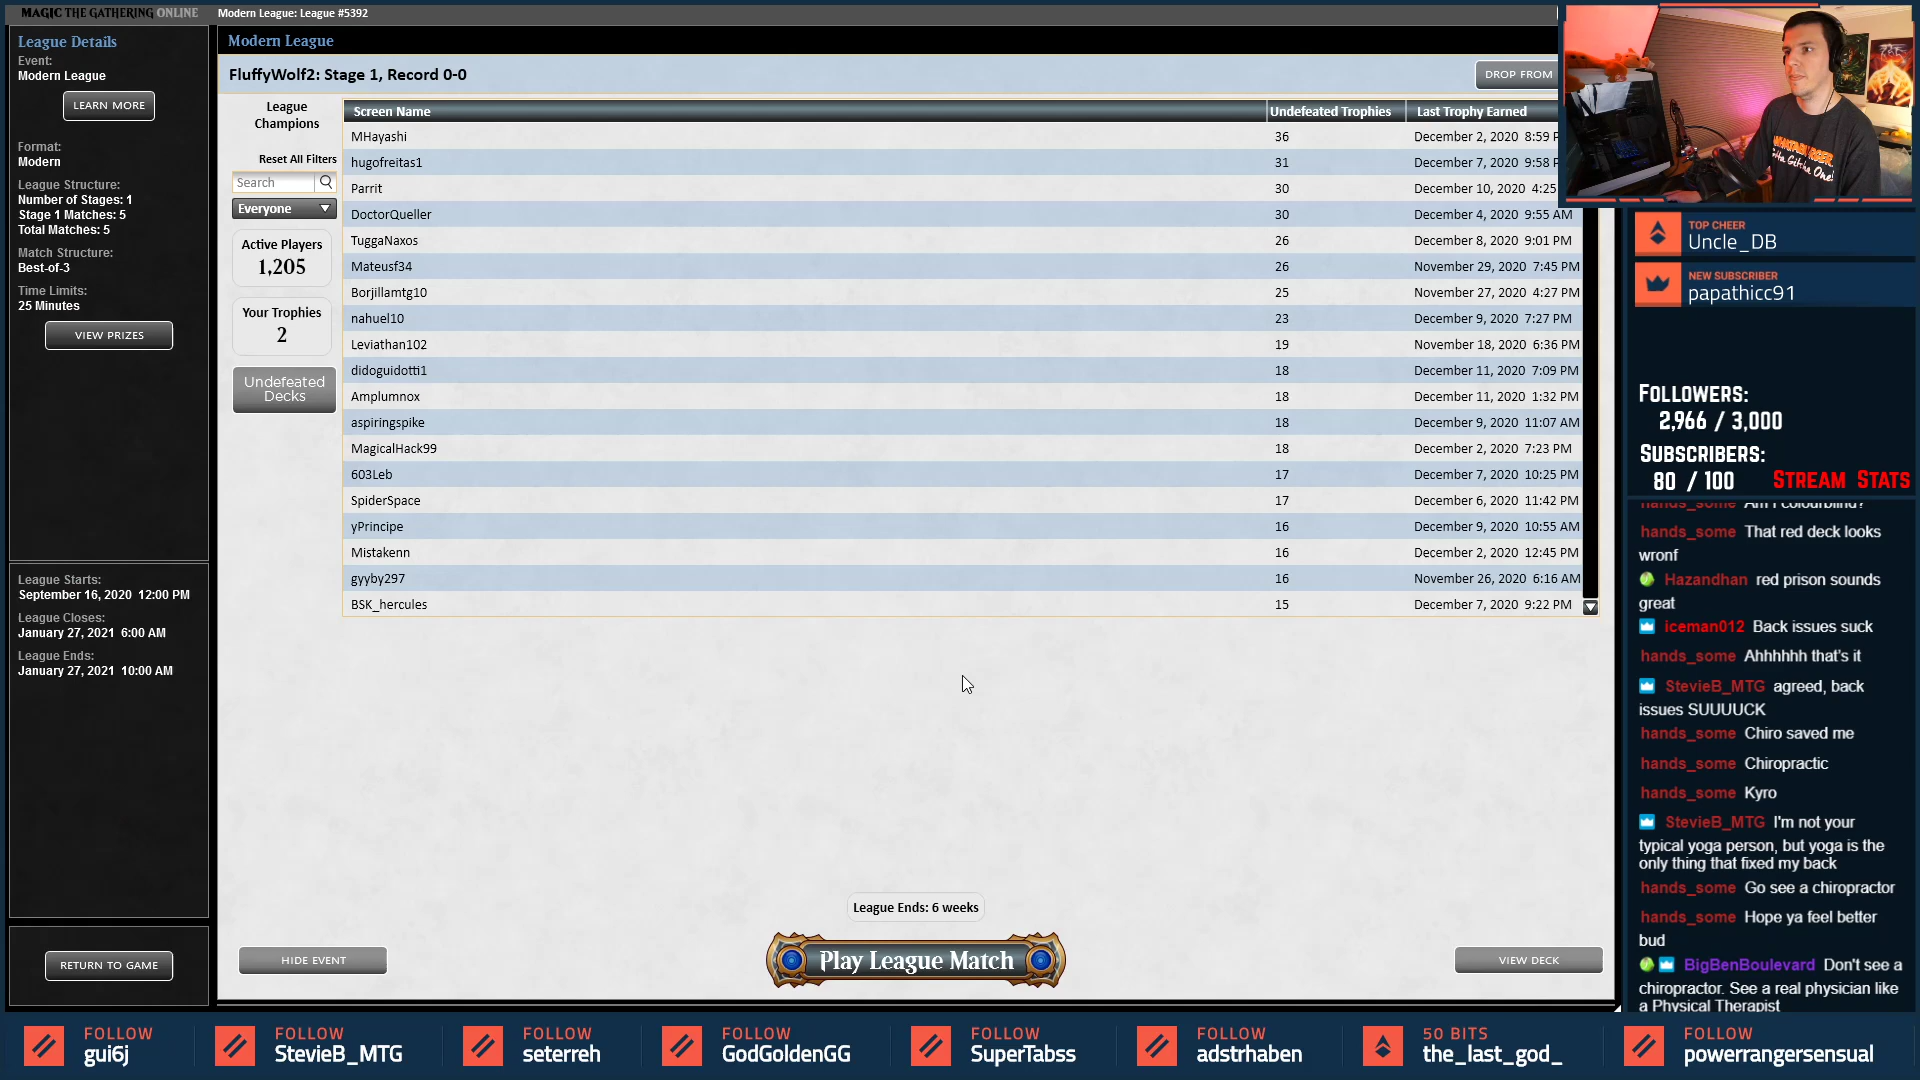 MAGIC THE GATHERING ONLINE
Modern League: League #5392
League Details
Event:
Modern League
LEARN MORE
Format:
Modern
League Structure:
Number of Stages: 1
Stage 1 Matches: 5
Total Matches: 5
Match Structure:
Best-of-3
Time Limits:
25 Minutes
VIEW PRIZES
League Starts:
September 16, 2020 12:00 PM
League Closes:
January 27, 2021 6:00 AM
League Ends:
January 27, 2021 10:00 AM
RETURN TO GAME
Modern League
FluffyWolf2: Stage 1, Record 0-0
DROP FROM
League
Champions
Reset All Filters
Search
Everyone
Active Players
1,205
Your Trophies
2
Undefeated
Decks
Screen Name Undefeated Trophies Last Trophy Earned
MHayashi 36 December 2, 2020 8:59 P
hugofreitas1 31 December 7, 2020 9:58
Parrit 30 December 10, 2020 4:25
DoctorQueller 30 December 4, 2020 9:55 AM
TuggaNaxos 26 December 8, 2020 9:01 PM
Mateusf34 26 November 29, 2020 7:45 PM
Borjillamtg10 25 November 27, 2020 4:27 PM
nahuel10 23 December 9, 2020 7:27 PM
Leviathan102 19 November 18, 2020 6:36 PM
didoguidotti1 18 December 11, 2020 7:09 PM
Amplumnox 18 December 11, 2020 1:32 PM
aspiringspike 18 December 9, 2020 11:07 AM
MagicalHack99 18 December 2, 2020 7:23 PM
603Leb 17 December 7, 2020 10:25 PM
SpiderSpace 17 December 6, 2020 11:42 PM
yPrincipe 16 December 9, 2020 10:55 AM
Mistakenn 16 December 2, 2020 12:45 PM
gyyby297 16 November 26, 2020 6:16 AM
BSK_hercules 15 December 7, 2020 9:22 PM
League Ends: 6 weeks
HIDE EVENT
Play League Match
VIEW DECK
WHATABURGER
Gotta Git the One!
TOP CHEER
Uncle_DB
NEW SUBSCRIBER
papathicc91
FOLLOWERS:
2,966 / 3,000
SUBSCRIBERS:
80 / 100 STREAM STATS
hands_some Am I colourblind?
hands_some That red deck looks
wronf
Hazandhan red prison sounds
great
iceman012 Back issues suck
hands_some Ahhhhhh that's it
StevieB_MTG agreed, back
issues SUUUUCK
hands_some Chiro saved me
hands_some Chiropractic
hands_some Kyro
StevieB_MTG I'm not your
typical yoga person, but yoga is the
only thing that fixed my back
hands_some Go see a chiropractor
hands_some Hope ya feel better
bud
BigBenBoulevard Don't see a
chiropractor. See a real physician like
a Physical Therapist
FOLLOW
gui6j
FOLLOW
StevieB_MTG
FOLLOW
seterreh
FOLLOW
GodGoldenGG
FOLLOW
SuperTabss
FOLLOW
adstrhaben
50 BITS
the_last_god_
FOLLOW
powerrangersensual